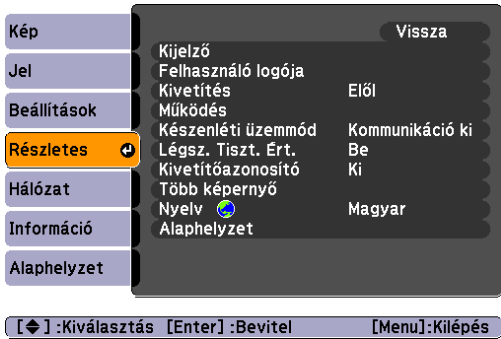 Kép
Jel
Beállítások
Részletes
Hálózat
Információ
Alaphelyzet
Vissza
Kijelző
Felhasználó logója
Kivetítés Elöl
Működés
Készenléti üzemmód Kommunikáció ki
Légsz. Tiszt. Ért. Be
Kivetítőazonosító Ki
Több képernyő
Nyelv Magyar
Alaphelyzet
[◆] :Kiválasztás [Enter] :Bevitel [Menu]:Kilépés